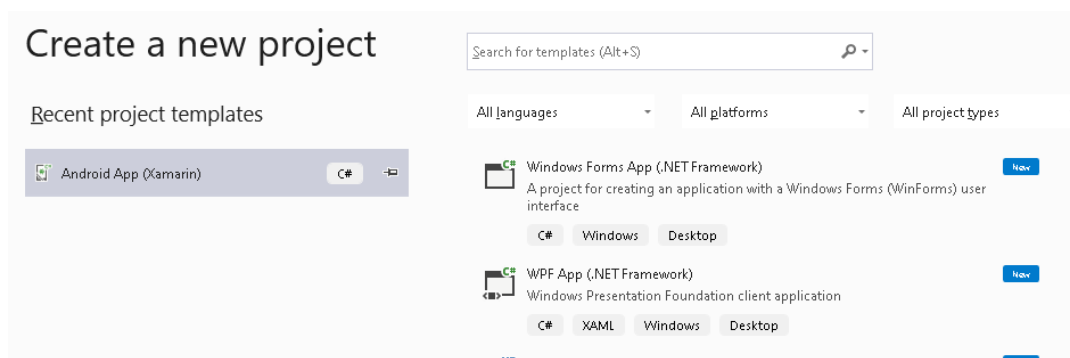 Create a new project
Search for templates (Alt+S)
Recent project templates
All languages
All platforms
All project types
Android App (Xamarin)
C#
C#
Windows Forms App (.NET Framework)
New
A project for creating an application with a Windows Forms (WinForms) user
interface
C# Windows Desktop
C#
WPF App (.NET Framework)
New
Windows Presentation Foundation client application
C# XAML Windows Desktop